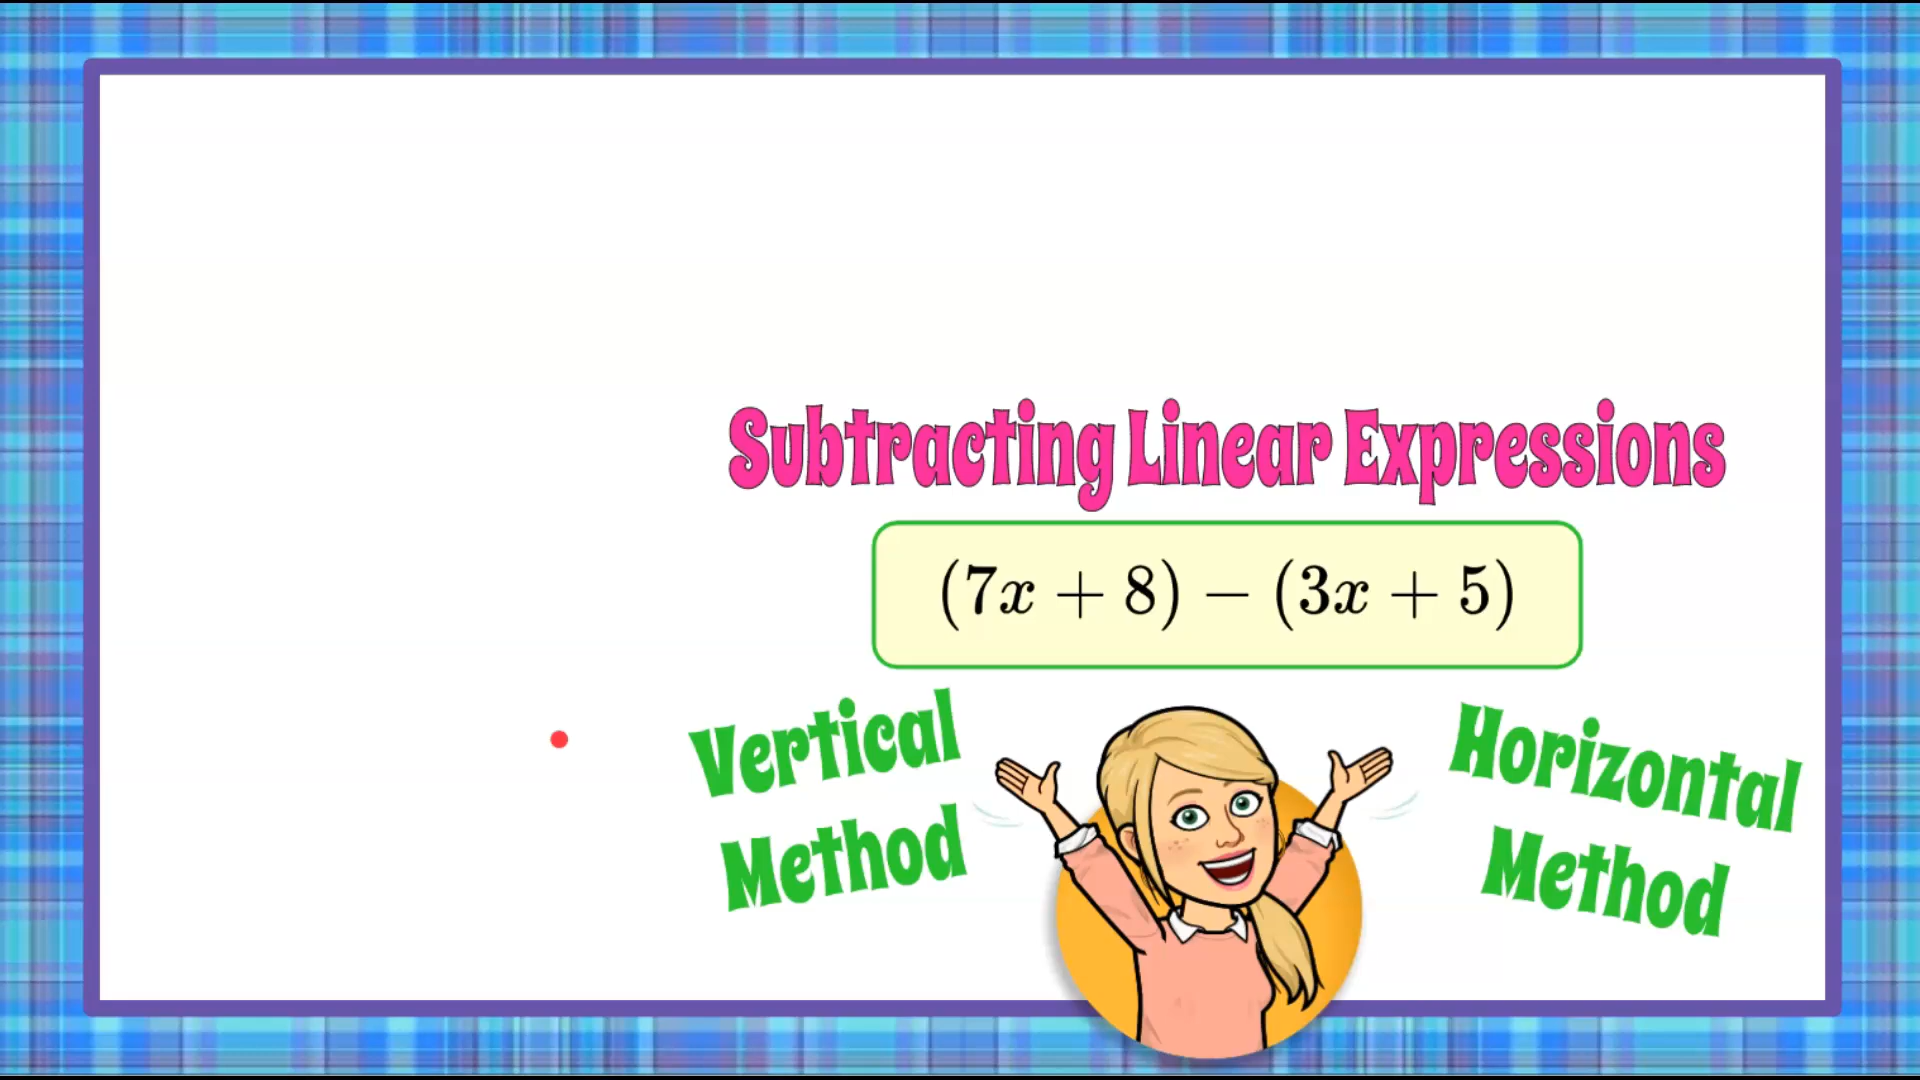 Subtracting Linear Expressions
(7x + 8) − (3x + 5)
Vertical
Method
Horizontal
Method